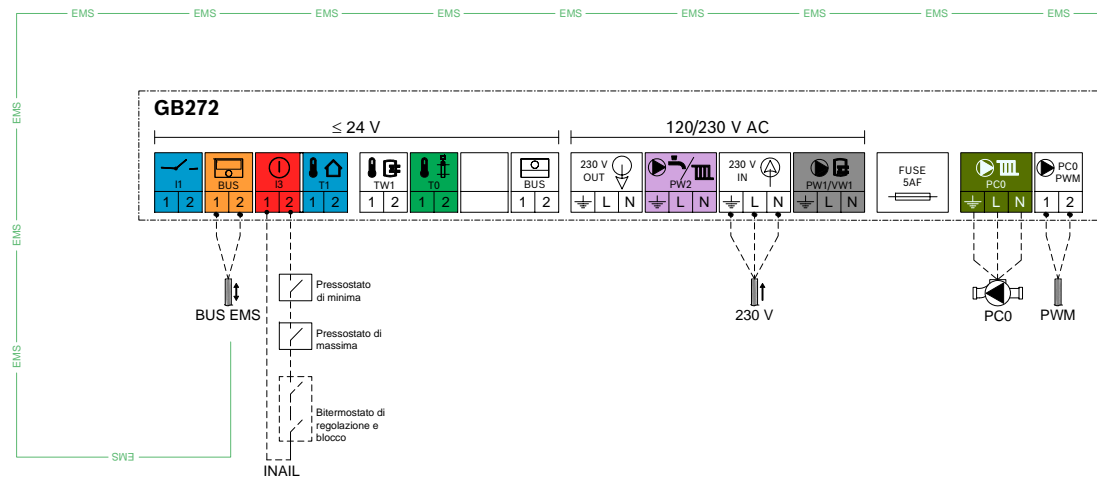 EMS EMS EMS EMS EMS EMS EMS EMS EMS
EMS
GB272
≤ 24 V
120/230 V AC
I1
1 2
BUS
1 2
I3
1 2
T1
1 2
TW1
1 2
T0
1 2
BUS
1 2
230 V
OUT
L N
PW2
L N
230 V
IN
L N
PW1/VW1
L N
FUSE
5AF
PC0
L N
PC0
PWM
1 2
EMS
Pressostato
di minima
BUS EMS
230 V
PC0
PWM
Pressostato di
massima
EMS
Bitermostato di
regolazione e
blocco
EMS
INAIL